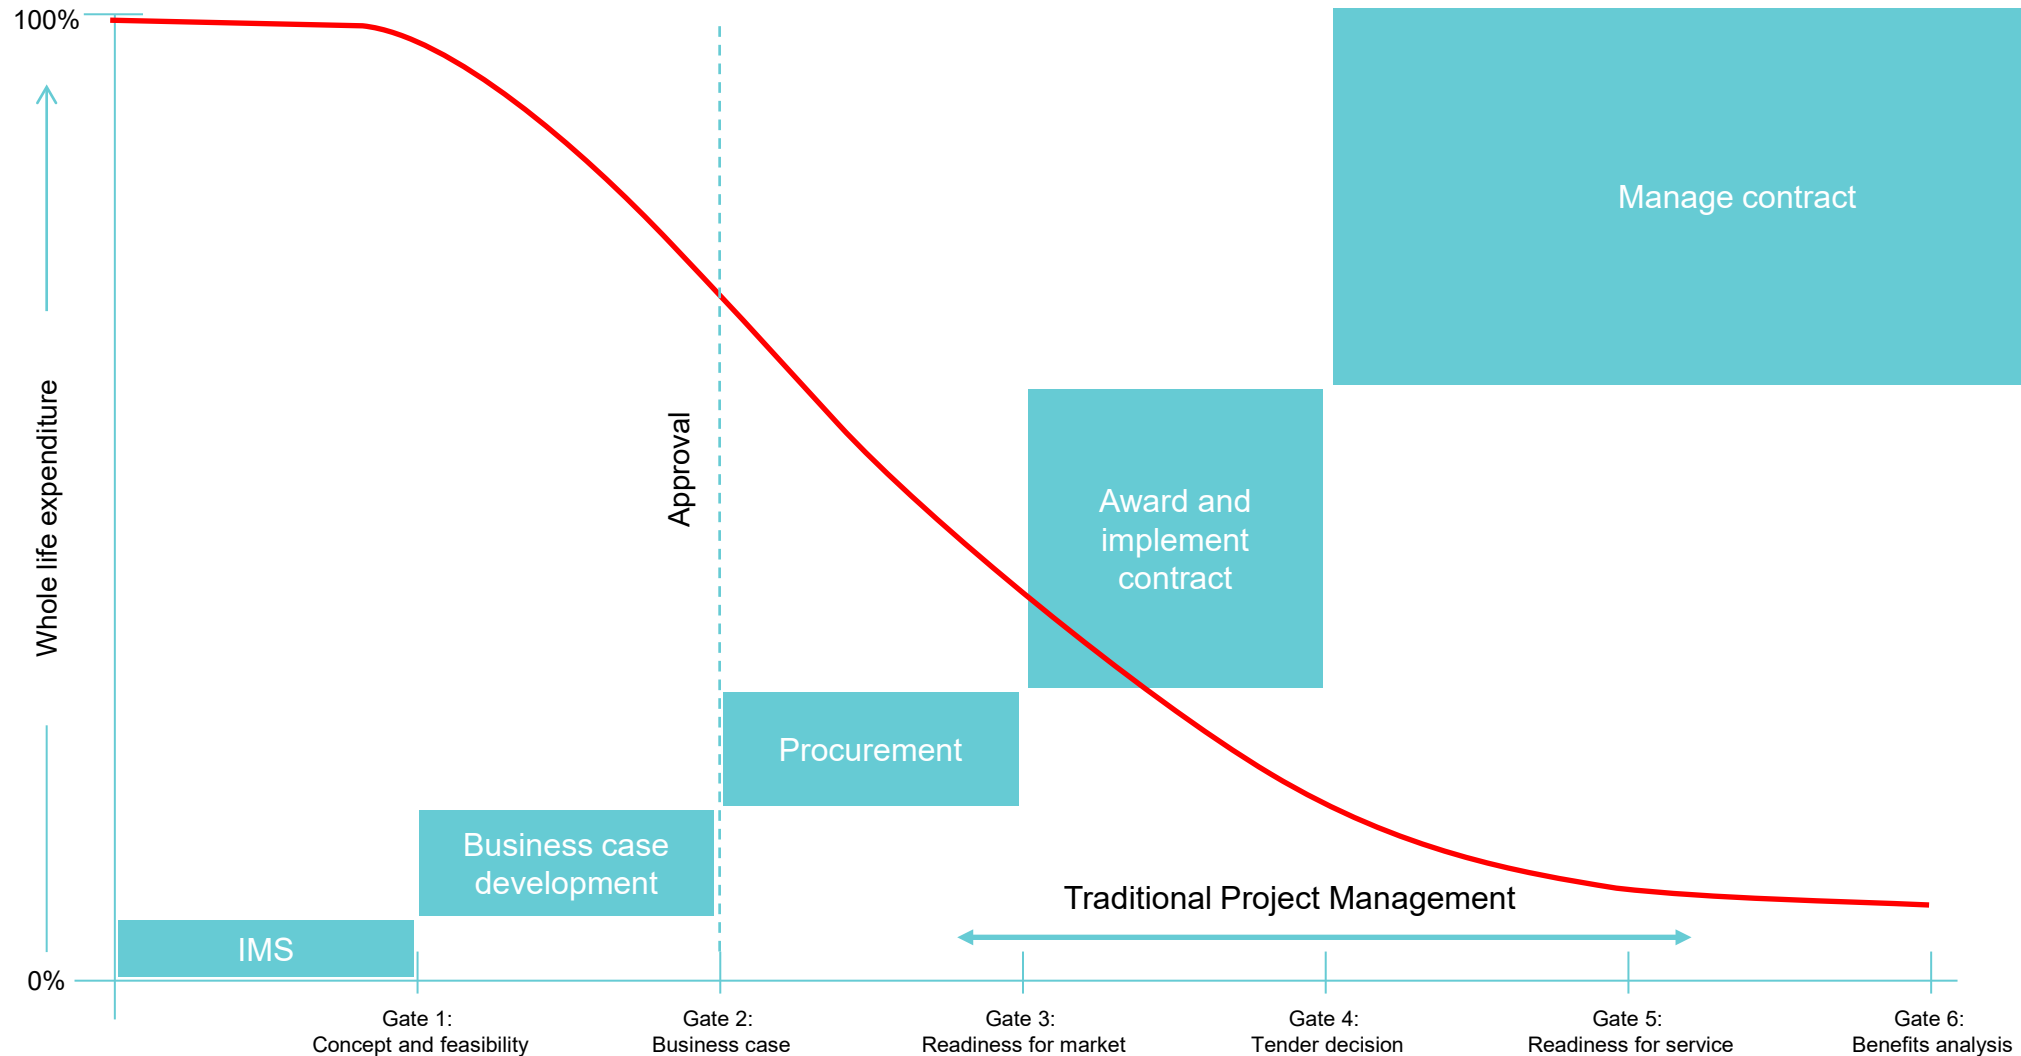 100%
Whole life expenditure
0%
Approval
Manage contract
Award and
implement
contract
Procurement
Business case
development
IMS
Traditional Project Management
Gate 1:
Concept and feasibility
Gate 2:
Business case
Gate 3:
Readiness for market
Gate 4:
Tender decision
Gate 5:
Readiness for service
Gate 6:
Benefits analysis